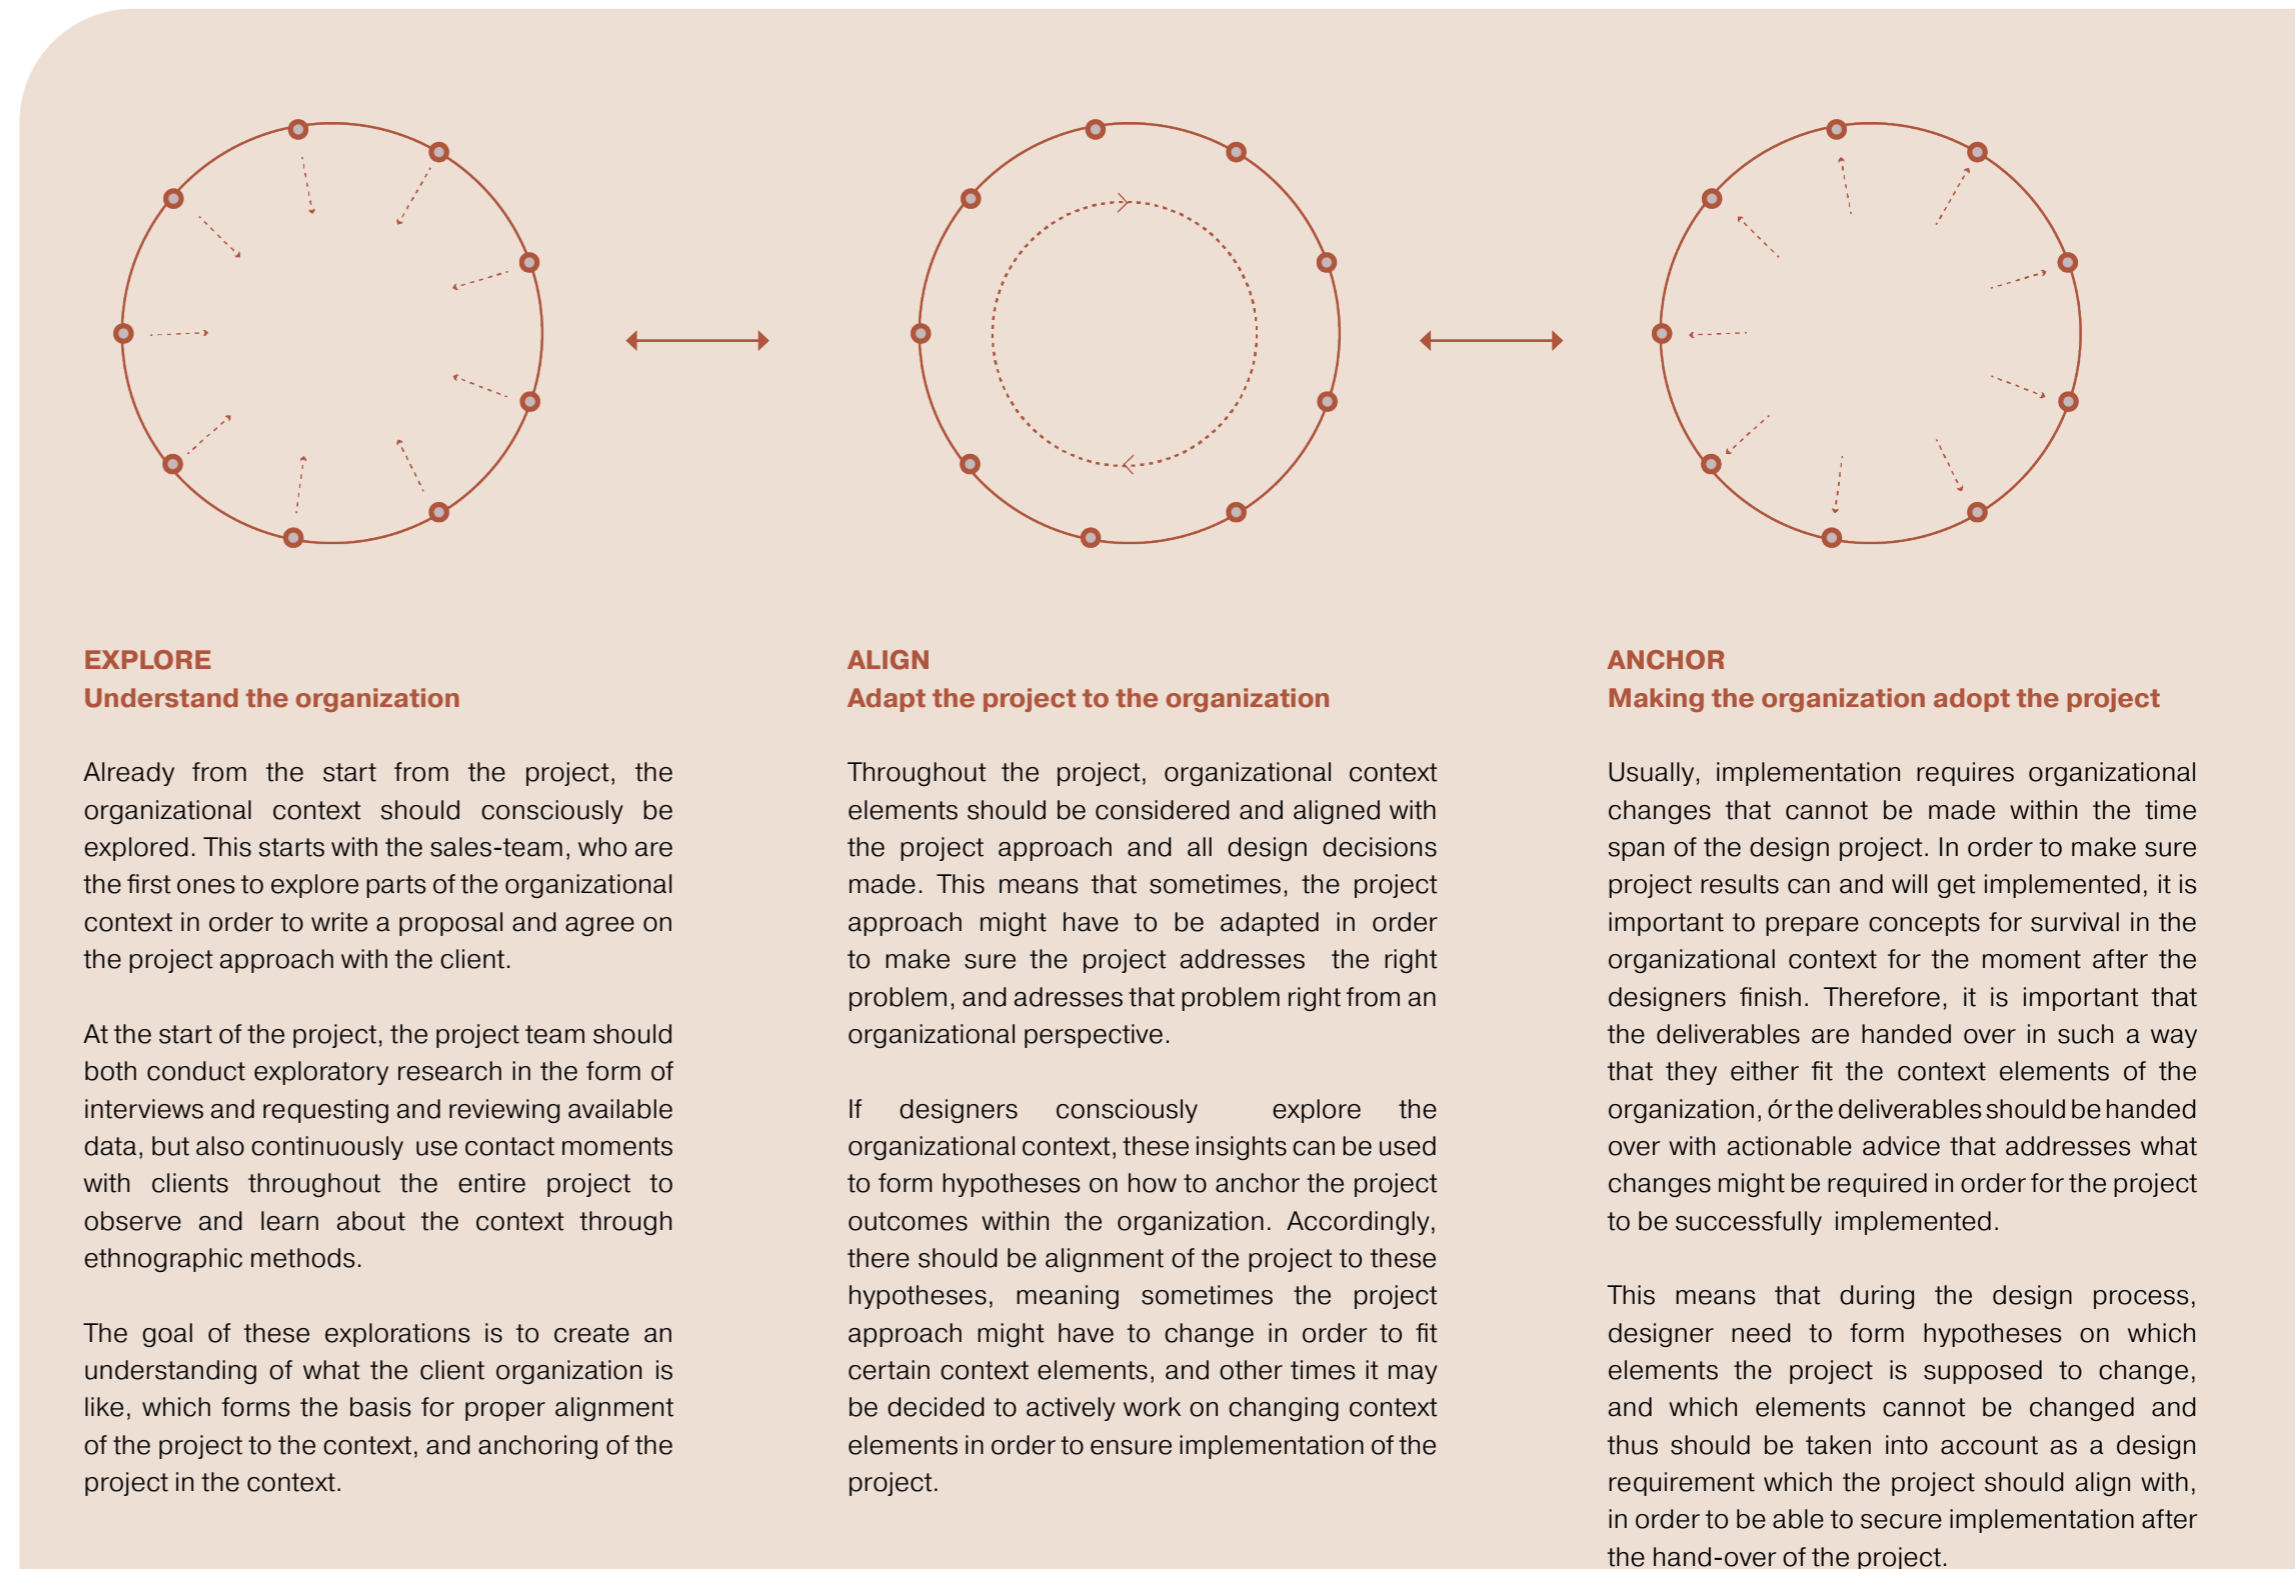 EXPLORE
Understand the organization
Already from the start from the project, the
organizational context should consciously be
explored. This starts with the sales-team, who are
the first ones to explore parts of the organizational
context in order to write a proposal and agree on
the project approach with the client.
At the start of the project, the project team should
both conduct exploratory research in the form of
interviews and requesting and reviewing available
data, but also continuously use contact moments
with clients throughout the entire project to
observe and learn about the context through
ethnographic methods.
The goal of these explorations is to create an
understanding of what the client organization is
like, which forms the basis for proper alignment
of the project to the context, and anchoring of the
project in the context.
ALIGN
Adapt the project to the organization
Throughout the project, organizational context
elements should be considered and aligned with
the project approach and all design decisions
made. This means that sometimes, the project
approach might have to be adapted in order
to make sure the project addresses the right
problem, and adresses that problem right from an
organizational perspective.
If designers consciously explore the
organizational context, these insights can be used
to form hypotheses on how to anchor the project
outcomes within the organization. Accordingly,
there should be alignment of the project to these
hypotheses, meaning sometimes the project
approach might have to change in order to fit
certain context elements, and other times it may
be decided to actively work on changing context
elements in order to ensure implementation of the
project.
ANCHOR
Making the organization adopt the project
Usually, implementation requires organizational
changes that cannot be made within the time
span of the design project. In order to make sure
project results can and will get implemented, it is
important to prepare concepts for survival in the
organizational context for the moment after the
designers finish. Therefore, it is important that
the deliverables are handed over in such a way
that they either fit the context elements of the
organization, ór the deliverables should be handed
over with actionable advice that addresses what
changes might be required in order for the project
to be successfully implemented.
This means that during the design process,
designer need to form hypotheses on which
elements the project is supposed to change,
and which elements cannot be changed and
thus should be taken into account as a design
requirement which the project should align with,
in order to be able to secure implementation after
the hand-over of the project.